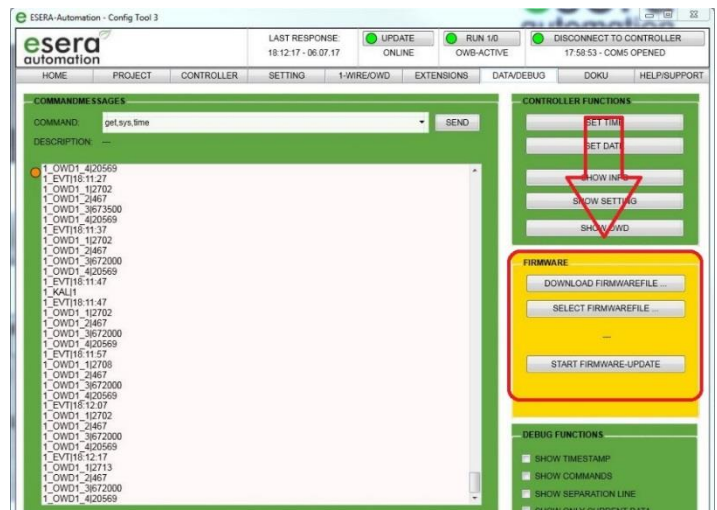 ESERA-Automation - Config Tool 3
esera
automation
LAST RESPONSE:
18:12:17 - 06.07.17
UPDATE
ONLINE
RUN 1/0
OWB-ACTIVE
DISCONNECT TO CONTROLLER
17:58:53 - COM5 OPENED
HOME PROJECT CONTROLLER SETTING 1-WIRE/OWD EXTENSIONS DATA/DEBUG DOKU HELP/SUPPORT
COMMANDMESSAGES
COMMAND: get,sys,time SEND
DESCRIPTION: ---
1_OWD1_4|20569
1_EVT|18:11:27
1_OWD1_1|2702
1_OWD1_2|467
1_OWD1_3|673500
1_OWD1_4|20569
1_EVT|18:11:37
1_OWD1_1|2702
1_OWD1_2|467
1_OWD1_3|672000
1_OWD1_4|20569
1_EVT|18:11:47
1_KAL|1
1_EVT|18:11:47
1_OWD1_1|2702
1_OWD1_2|467
1_OWD1_3|672000
1_OWD1_4|20569
1_EVT|18:11:57
1_OWD1_1|2708
1_OWD1_2|467
1_OWD1_3|672000
1_OWD1_4|20569
1_EVT|18:12:07
1_OWD1_1|2702
1_OWD1_2|467
1_OWD1_3|672000
1_OWD1_4|20569
1_EVT|18:12:17
1_OWD1_1|2713
1_OWD1_2|467
1_OWD1_3|672000
1_OWD1_4|20569
CONTROLLER FUNCTIONS
SET TIME
SET DATE
SHOW INFO
SHOW SETTING
SHOW OWD
FIRMWARE
DOWNLOAD FIRMWAREFILE ...
SELECT FIRMWAREFILE ...
---
START FIRMWARE-UPDATE
DEBUG FUNCTIONS
SHOW TIMESTAMP
SHOW COMMANDS
SHOW SEPARATION LINE
SHOW ONLY CURRENT DATA